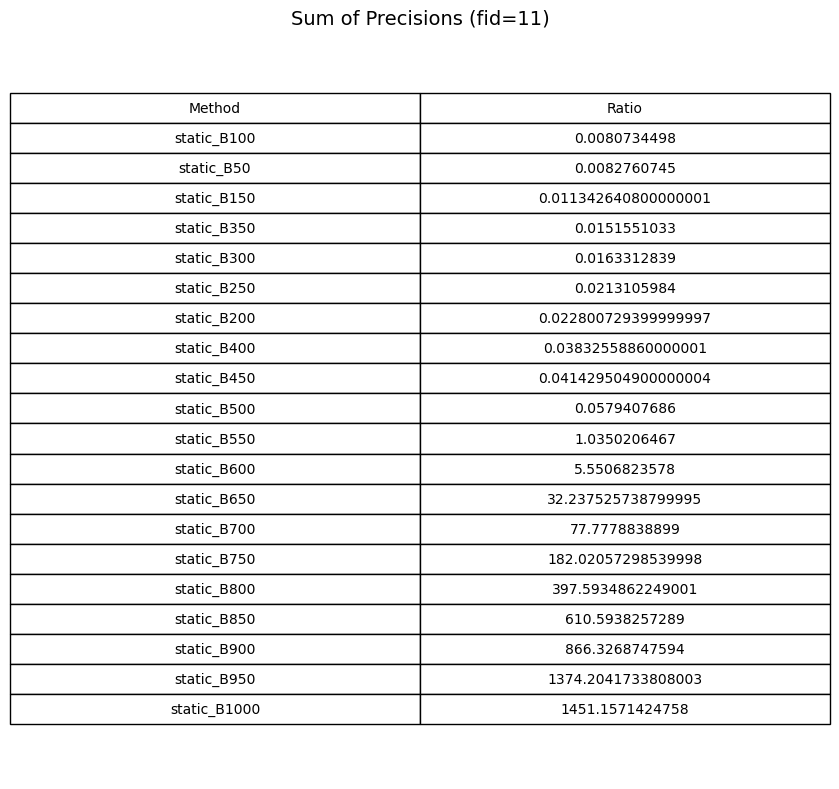 Sum of Precisions (fid=11)
Method Ratio
static_B100 0.0080734498
static_B50 0.0082760745
static_B150 0.011342640800000001
static_B350 0.0151551033
static_B300 0.0163312839
static_B250 0.0213105984
static_B200 0.022800729399999997
static_B400 0.03832558860000001
static_B450 0.041429504900000004
static_B500 0.0579407686
static_B550 1.0350206467
static_B600 5.5506823578
static_B650 32.237525738799995
static_B700 77.7778838899
static_B750 182.02057298539998
static_B800 397.5934862249001
static_B850 610.5938257289
static_B900 866.3268747594
static_B950 1374.2041733808003
static_B1000 1451.1571424758